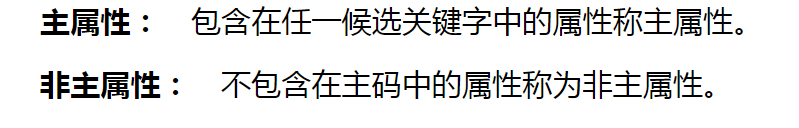 主属性： 包含在任一候选关键字中的属性称主属性。
非主属性： 不包含在主码中的属性称为非主属性。